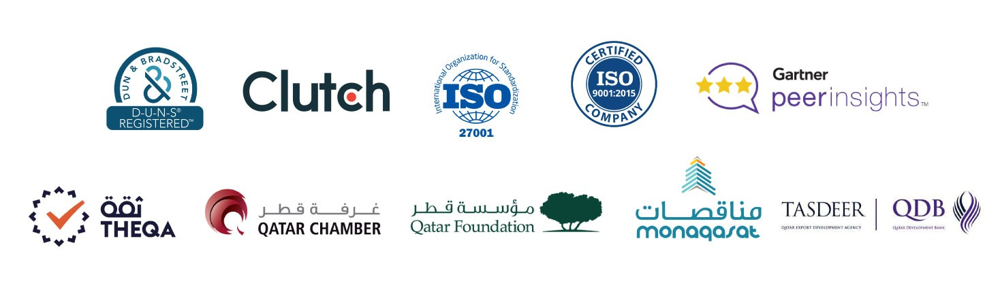 DUN & BRADSTREET
&
D-U-N-S®
REGISTERED™
Clutch
International Organization for Standardization
ISO
27001
CERTIFIED
ISO
9001:2015
COMPANY
Gartner
peerinsights™
ثقة
THEQA
غرفة قطر
QATAR CHAMBER
مؤسسة قطر
Qatar Foundation
مناقصات
monaqasat
TASDEER
QATAR EXPORT DEVELOPMENT AGENCY
QDB
QATAR DEVELOPMENT BANK